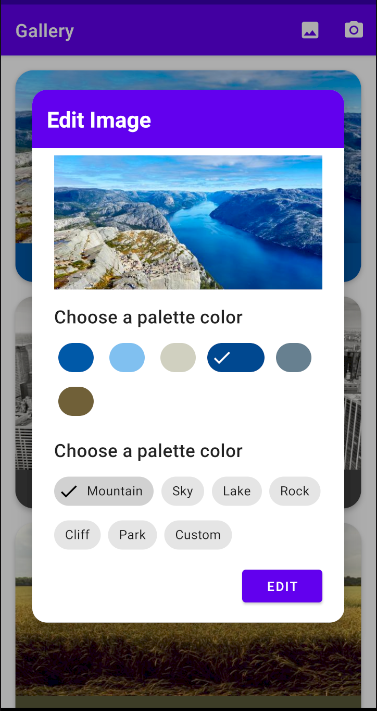 Gallery
Edit Image
Choose a palette color
Choose a palette color
Mountain Sky Lake Rock
Cliff Park Custom
EDIT